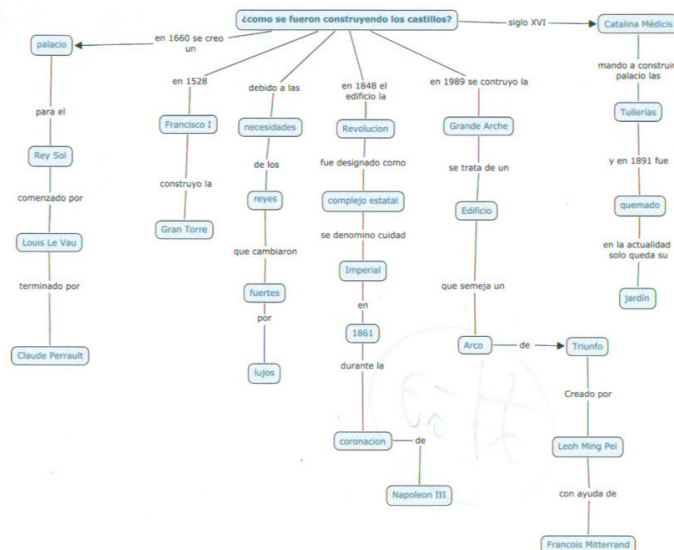 ¿como se fueron construyendo los castillos?
en 1660 se creo
un
palacio
para el
Rey Sol
comenzado por
Louis Le Vau
terminado por
Claude Perrault
en 1528
Francisco I
construyo la
Gran Torre
debido a las
necesidades
de los
reyes
que cambiaron
fuertes
por
lujos
en 1848 el
edificio la
Revolucion
fue designado como
complejo estatal
se denomino cuidad
Imperial
en
1861
durante la
coronacion
de
Napoleon III
en 1989 se contruyo la
Grande Arche
se trata de un
Edificio
que semeja un
Arco
de
Triunfo
Creado por
Leoh Ming Pei
con ayuda de
Francois Mitterrand
siglo XVI
Catalina Médicis
mando a construir
palacio las
Tullerías
y en 1891 fue
quemado
en la actualidad
solo queda su
Jardín